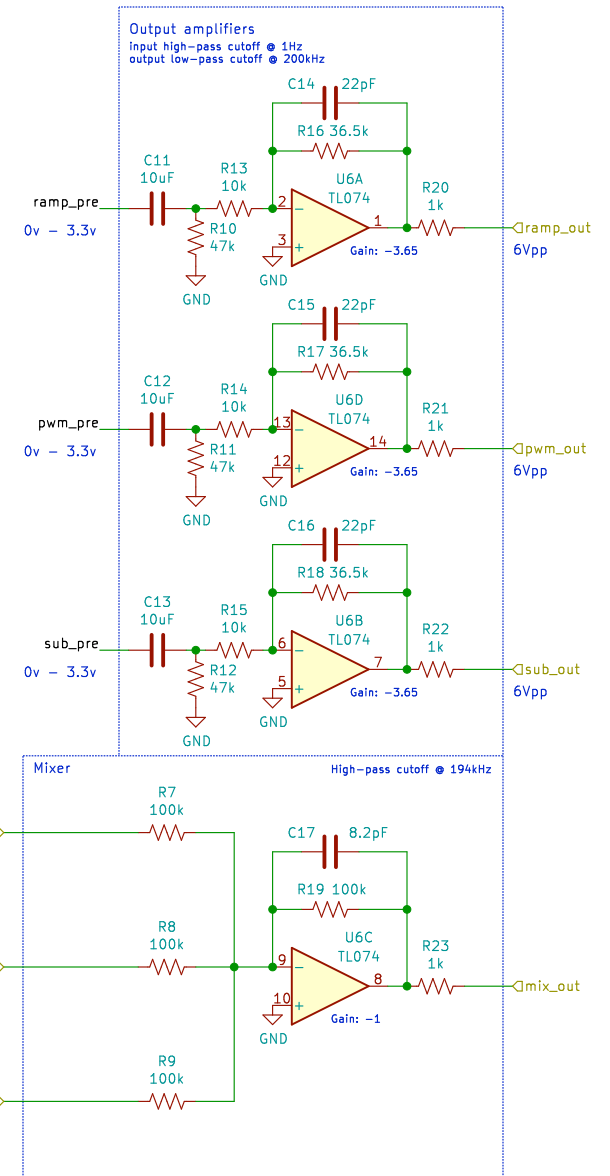 Output amplifiers
input high-pass cutoff @ 1Hz
output low-pass cutoff @ 200kHz
C14 22pF
R16 36.5k
C11
10uF
R13
10k
U6A
TL074
R20
1k
ramp_pre
0v - 3.3v
R10
47k
2
3
1
ramp_out
6Vpp
Gain: -3.65
GND
GND
C15 22pF
R17 36.5k
C12
10uF
R14
10k
U6D
TL074
R21
1k
pwm_pre
0v - 3.3v
R11
47k
13
12
14
pwm_out
6Vpp
Gain: -3.65
GND
GND
C16 22pF
R18 36.5k
C13
10uF
R15
10k
U6B
TL074
R22
1k
sub_pre
0v - 3.3v
R12
47k
6
5
7
sub_out
6Vpp
Gain: -3.65
GND
GND
Mixer
High-pass cutoff @ 194kHz
R7
100k
C17 8.2pF
R19 100k
R8
100k
U6C
TL074
R23
1k
9
10
8
mix_out
Gain: -1
GND
R9
100k